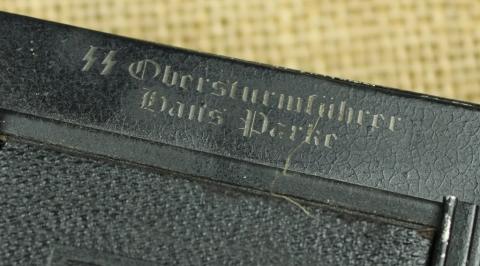 ᛋᛋ Obersturmführer
Hans Parke